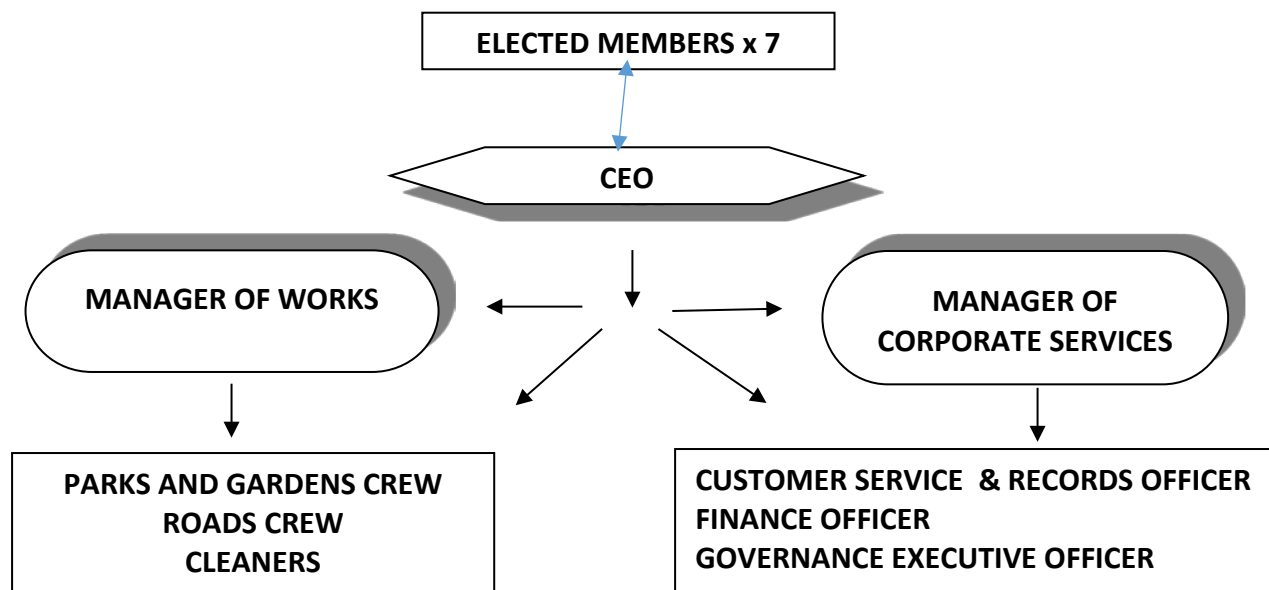 ELECTED MEMBERS x 7
CEO
MANAGER OF WORKS
MANAGER OF
CORPORATE SERVICES
PARKS AND GARDENS CREW
ROADS CREW
CLEANERS
CUSTOMER SERVICE  & RECORDS OFFICER
FINANCE OFFICER
GOVERNANCE EXECUTIVE OFFICER